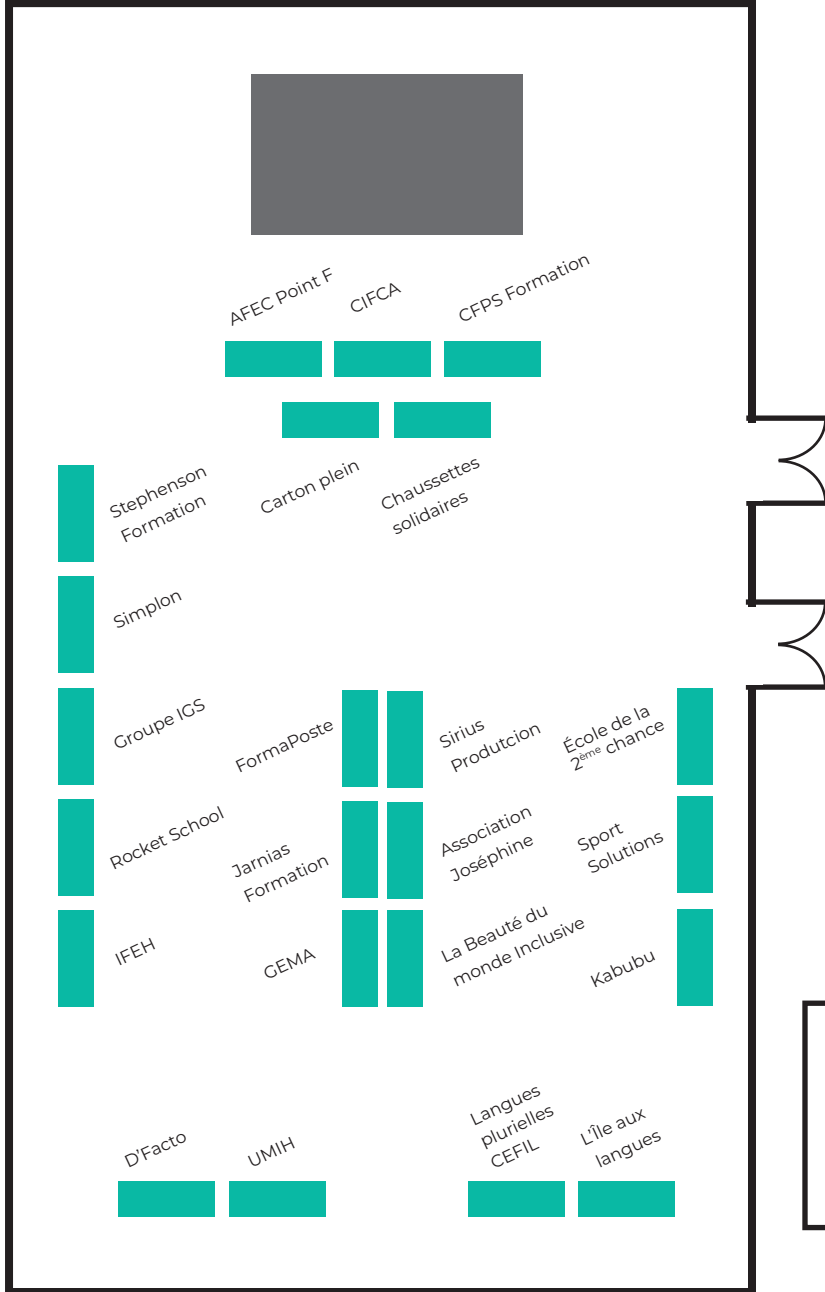 AFEC Point F
CIFCA
CFPS Formation
Carton plein
Chaussettes
solidaires
Stephenson
Formation
Simplon
Groupe IGS
Rocket School
IFEH
FormaPoste
Jarnias
Formation
GEMA
Sirius
Produtcion
Association
Joséphine
La Beauté du
monde Inclusive
École de la
2ème chance
Sport
Solutions
Kabubu
D'Facto
UMIH
Langues
plurielles
CEFIL
L'Île aux
langues